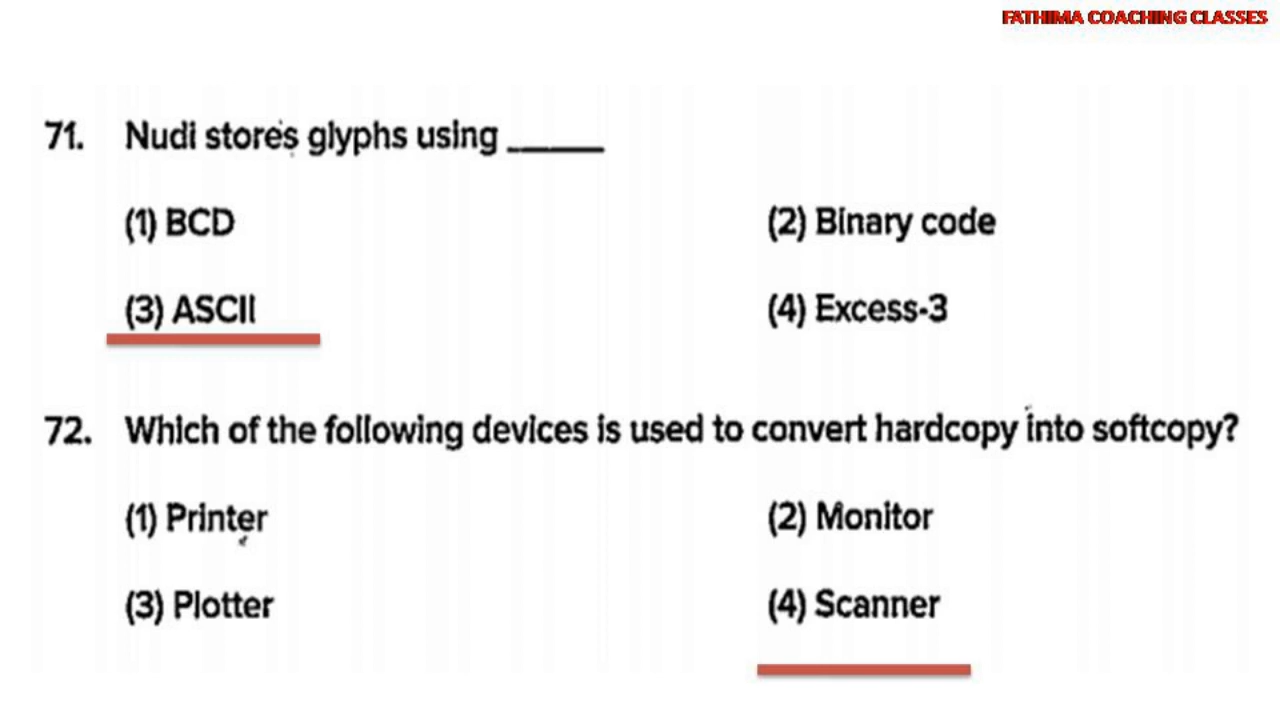 FATHIMA COACHING CLASSES
71. Nudi stores glyphs using _____
(1) BCD (2) Binary code
(3) ASCII (4) Excess-3
72. Which of the following devices is used to convert hardcopy into softcopy?
(1) Printer (2) Monitor
(3) Plotter (4) Scanner